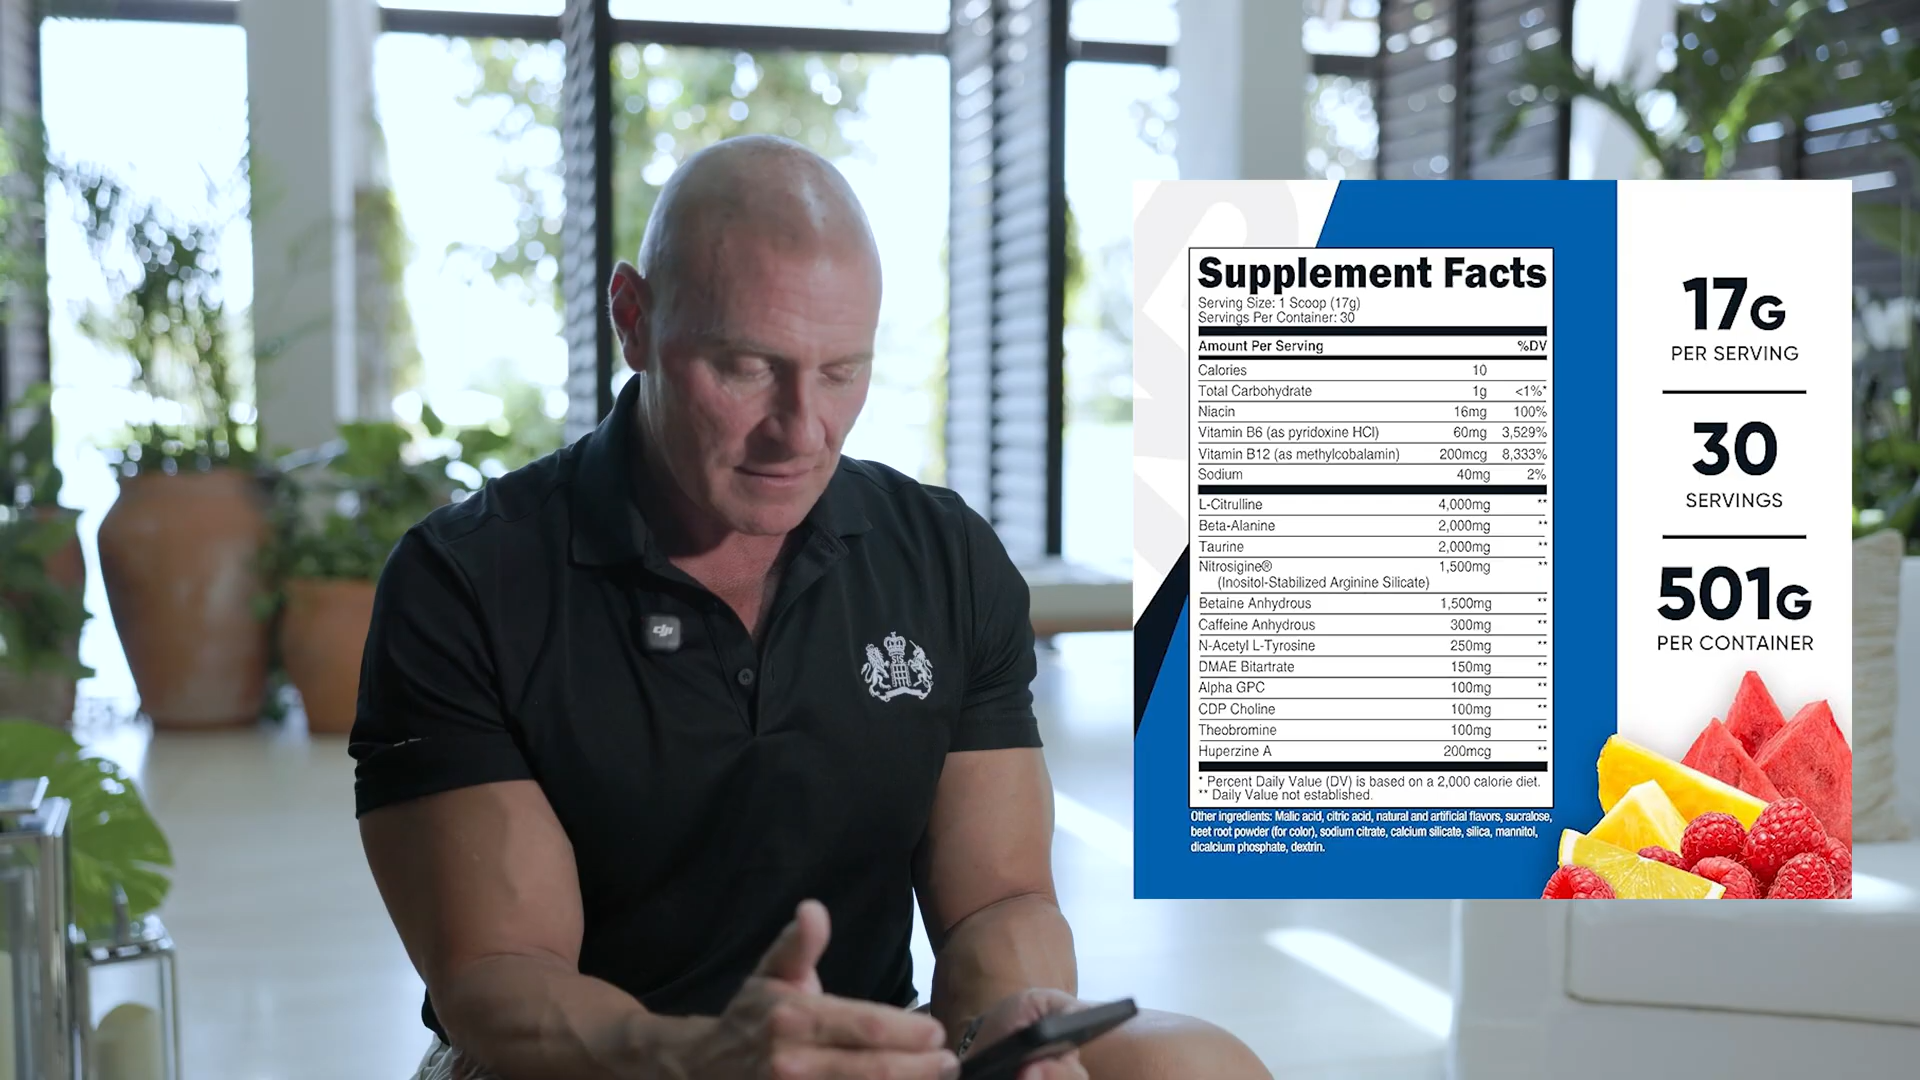 dji
Supplement Facts
Serving Size: 1 Scoop (17g)
Servings Per Container: 30
Amount Per Serving %DV
Calories 10
Total Carbohydrate 1g <1%*
Niacin 16mg 100%
Vitamin B6 (as pyridoxine HCl) 60mg 3,529%
Vitamin B12 (as methylcobalamin) 200mcg 8,333%
Sodium 40mg 2%
L-Citrulline 4,000mg **
Beta-Alanine 2,000mg **
Taurine 2,000mg **
Nitrosigine® 1,500mg **
(Inositol-Stabilized Arginine Silicate)
Betaine Anhydrous 1,500mg **
Caffeine Anhydrous 300mg **
N-Acetyl L-Tyrosine 250mg **
DMAE Bitartrate 150mg **
Alpha GPC 100mg **
CDP Choline 100mg **
Theobromine 100mg **
Huperzine A 200mcg **
* Percent Daily Value (DV) is based on a 2,000 calorie diet.
** Daily Value not established.
Other ingredients: Malic acid, citric acid, natural and artificial flavors, sucralose,
beet root powder (for color), sodium citrate, calcium silicate, silica, mannitol,
dicalcium phosphate, dextrin.
17G
PER SERVING
30
SERVINGS
501G
PER CONTAINER